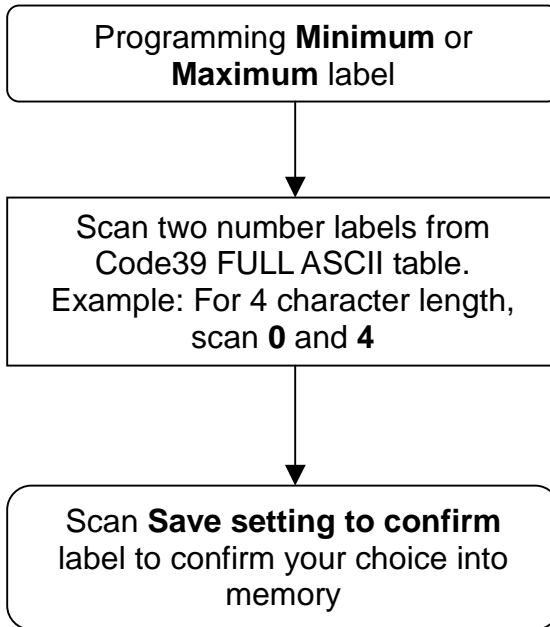 Programming Minimum or
Maximum label
Scan two number labels from
Code39 FULL ASCII table.
Example: For 4 character length,
scan 0 and 4
Scan Save setting to confirm
label to confirm your choice into
memory